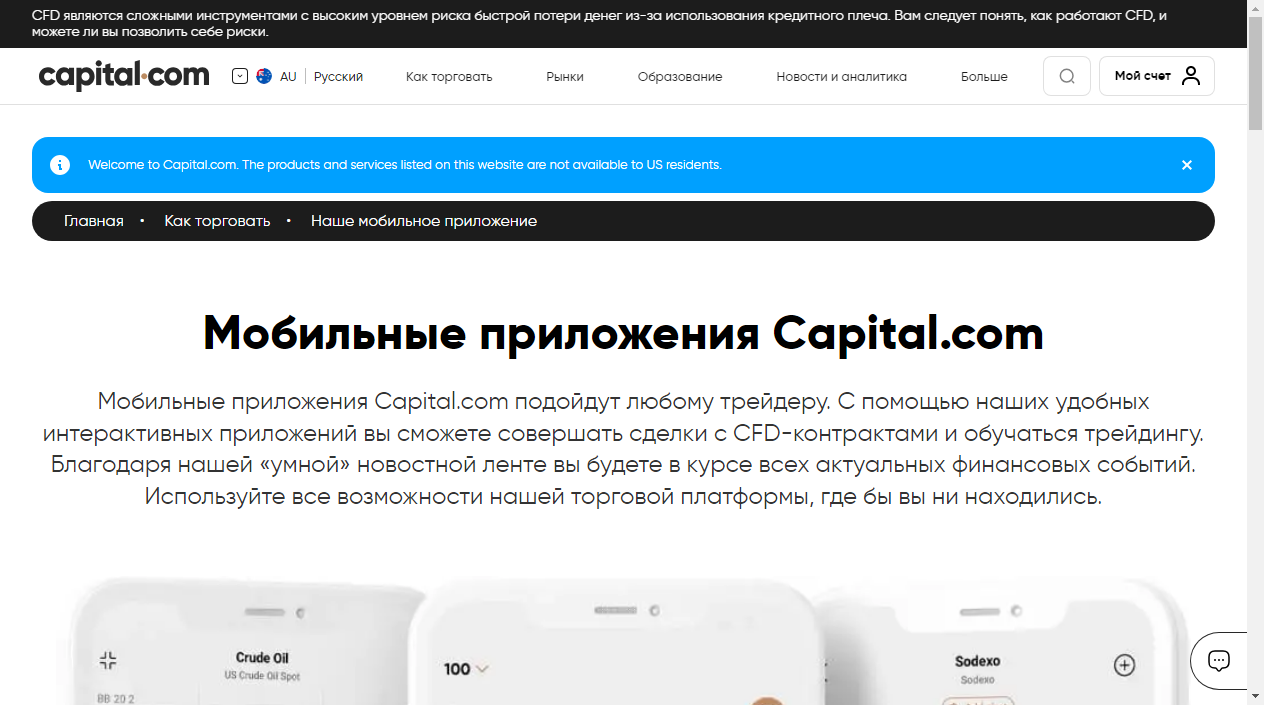 CFD являются сложными инструментами с высоким уровнем риска быстрой потери денег из-за использования кредитного плеча. Вам следует понять, как работают CFD, и
можете ли вы позволить себе риски.
capital.com AU Русский Как торговать Рынки Образование Новости и аналитика Больше Мой счет
Welcome to Capital.com. The products and services listed on this website are not available to US residents.
Главная • Как торговать • Наше мобильное приложение
Мобильные приложения Capital.com
Мобильные приложения Capital.com подойдут любому трейдеру. С помощью наших удобных
интерактивных приложений вы сможете совершать сделки с CFD-контрактами и обучаться трейдингу.
Благодаря нашей «умной» новостной ленте вы будете в курсе всех актуальных финансовых событий.
Используйте все возможности нашей торговой платформы, где бы вы ни находились.
Crude Oil
US Crude Oil Spot
BB 20 2
100
Sodexo
Sodexo